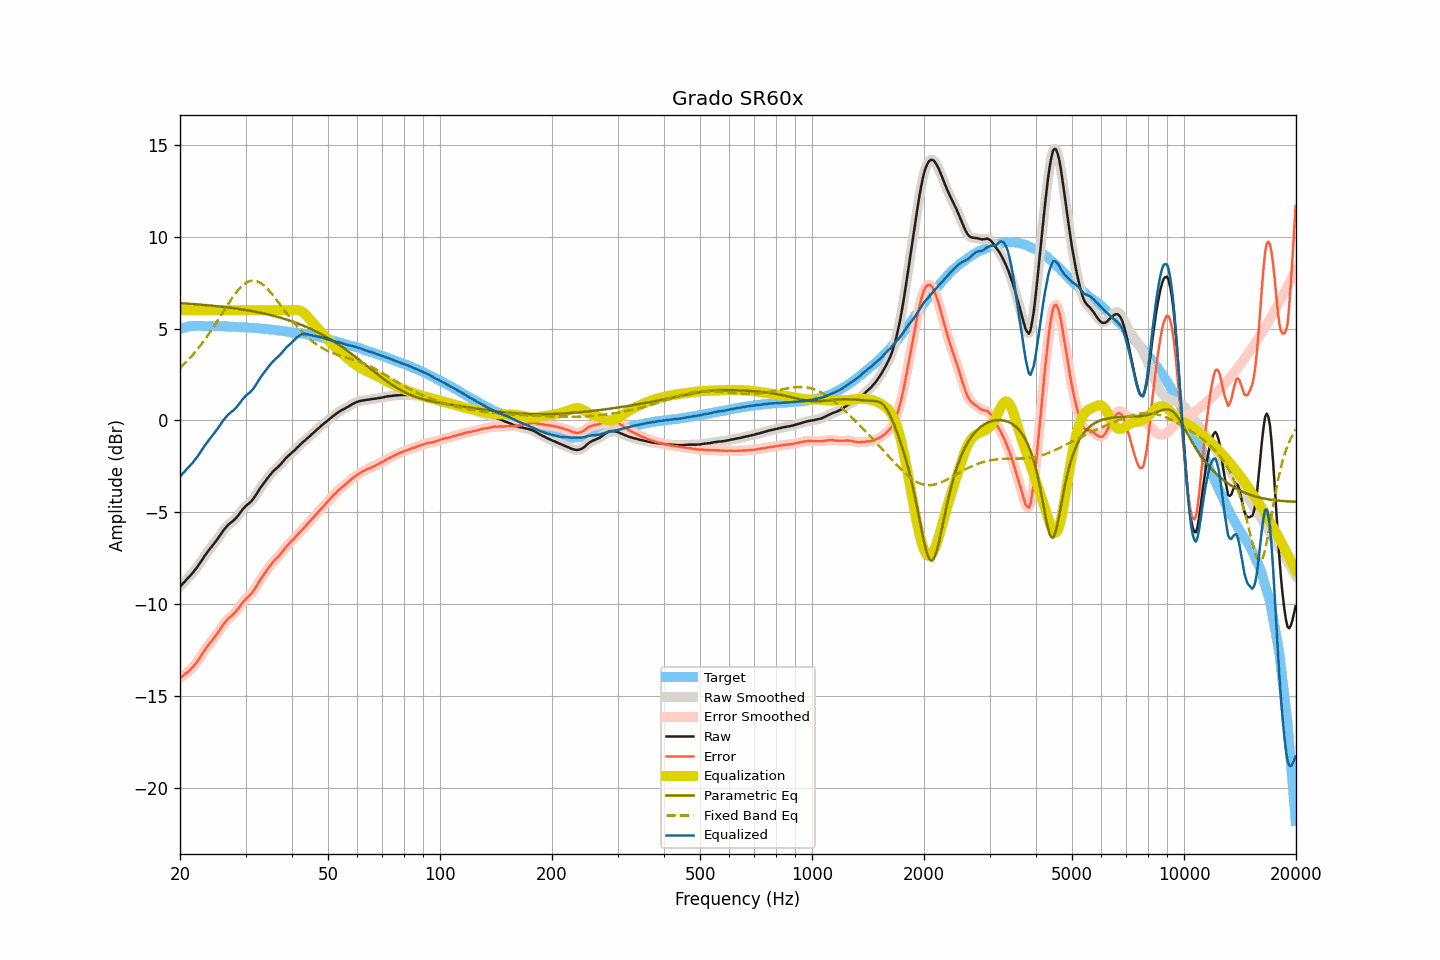 Grado SR60x
15
10
5
0
−5
−10
−15
−20
Amplitude (dBr)
Target
Raw Smoothed
Error Smoothed
Raw
Error
Equalization
Parametric Eq
Fixed Band Eq
Equalized
20 50 100 200 500 1000 2000 5000 10000 20000
Frequency (Hz)